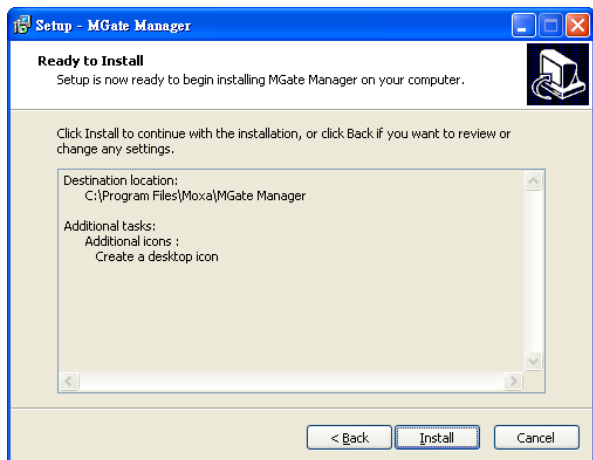 Setup - MGate Manager
Ready to Install
Setup is now ready to begin installing MGate Manager on your computer.
Click Install to continue with the installation, or click Back if you want to review or
change any settings.
Destination location:
C:\Program Files\Moxa\MGate Manager
Additional tasks:
Additional icons :
Create a desktop icon
< Back
Install
Cancel